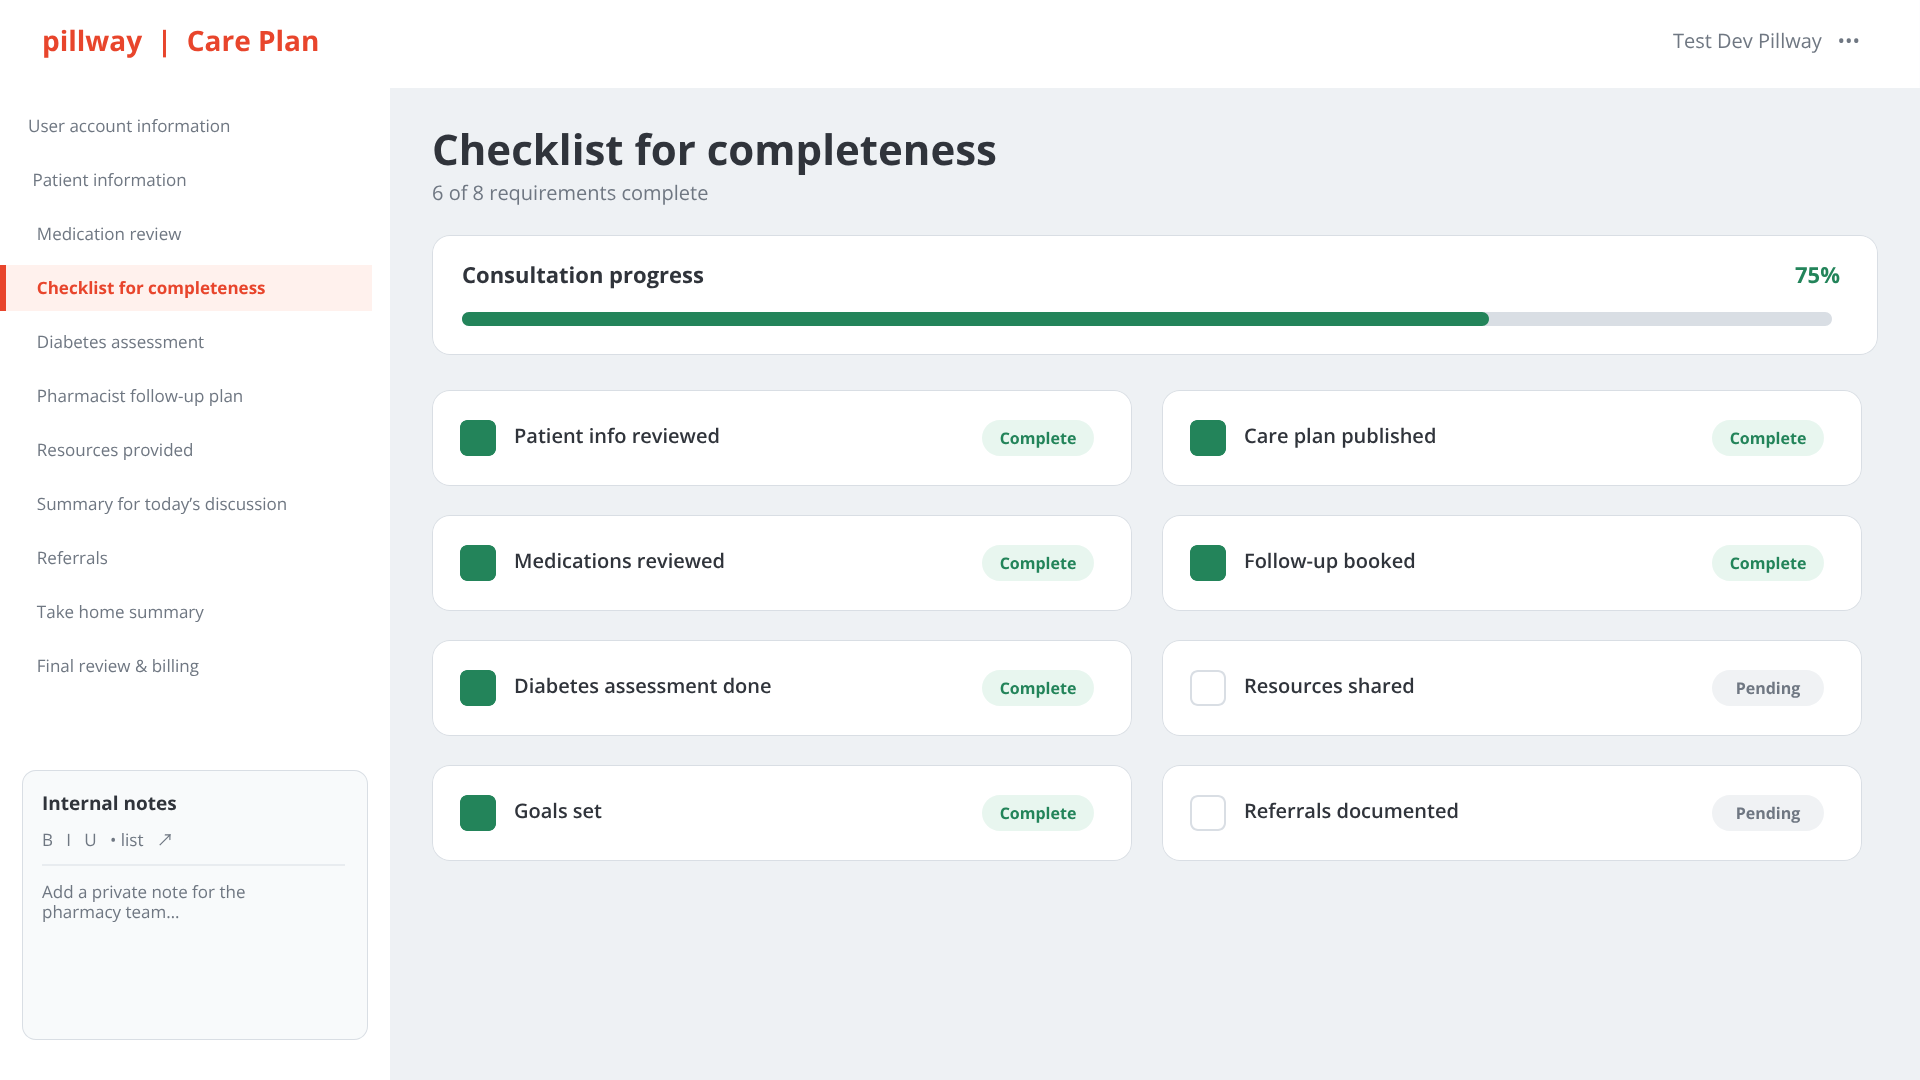 pillway | Care Plan
Test Dev Pillway •••
User account information
Patient information
Medication review
Checklist for completeness
Diabetes assessment
Pharmacist follow-up plan
Resources provided
Summary for today’s discussion
Referrals
Take home summary
Final review & billing
Internal notes
B I U • list ↗
Add a private note for the
pharmacy team...
Checklist for completeness
6 of 8 requirements complete
Consultation progress
75%
Patient info reviewed
Complete
Care plan published
Complete
Medications reviewed
Complete
Follow-up booked
Complete
Diabetes assessment done
Complete
Resources shared
Pending
Goals set
Complete
Referrals documented
Pending